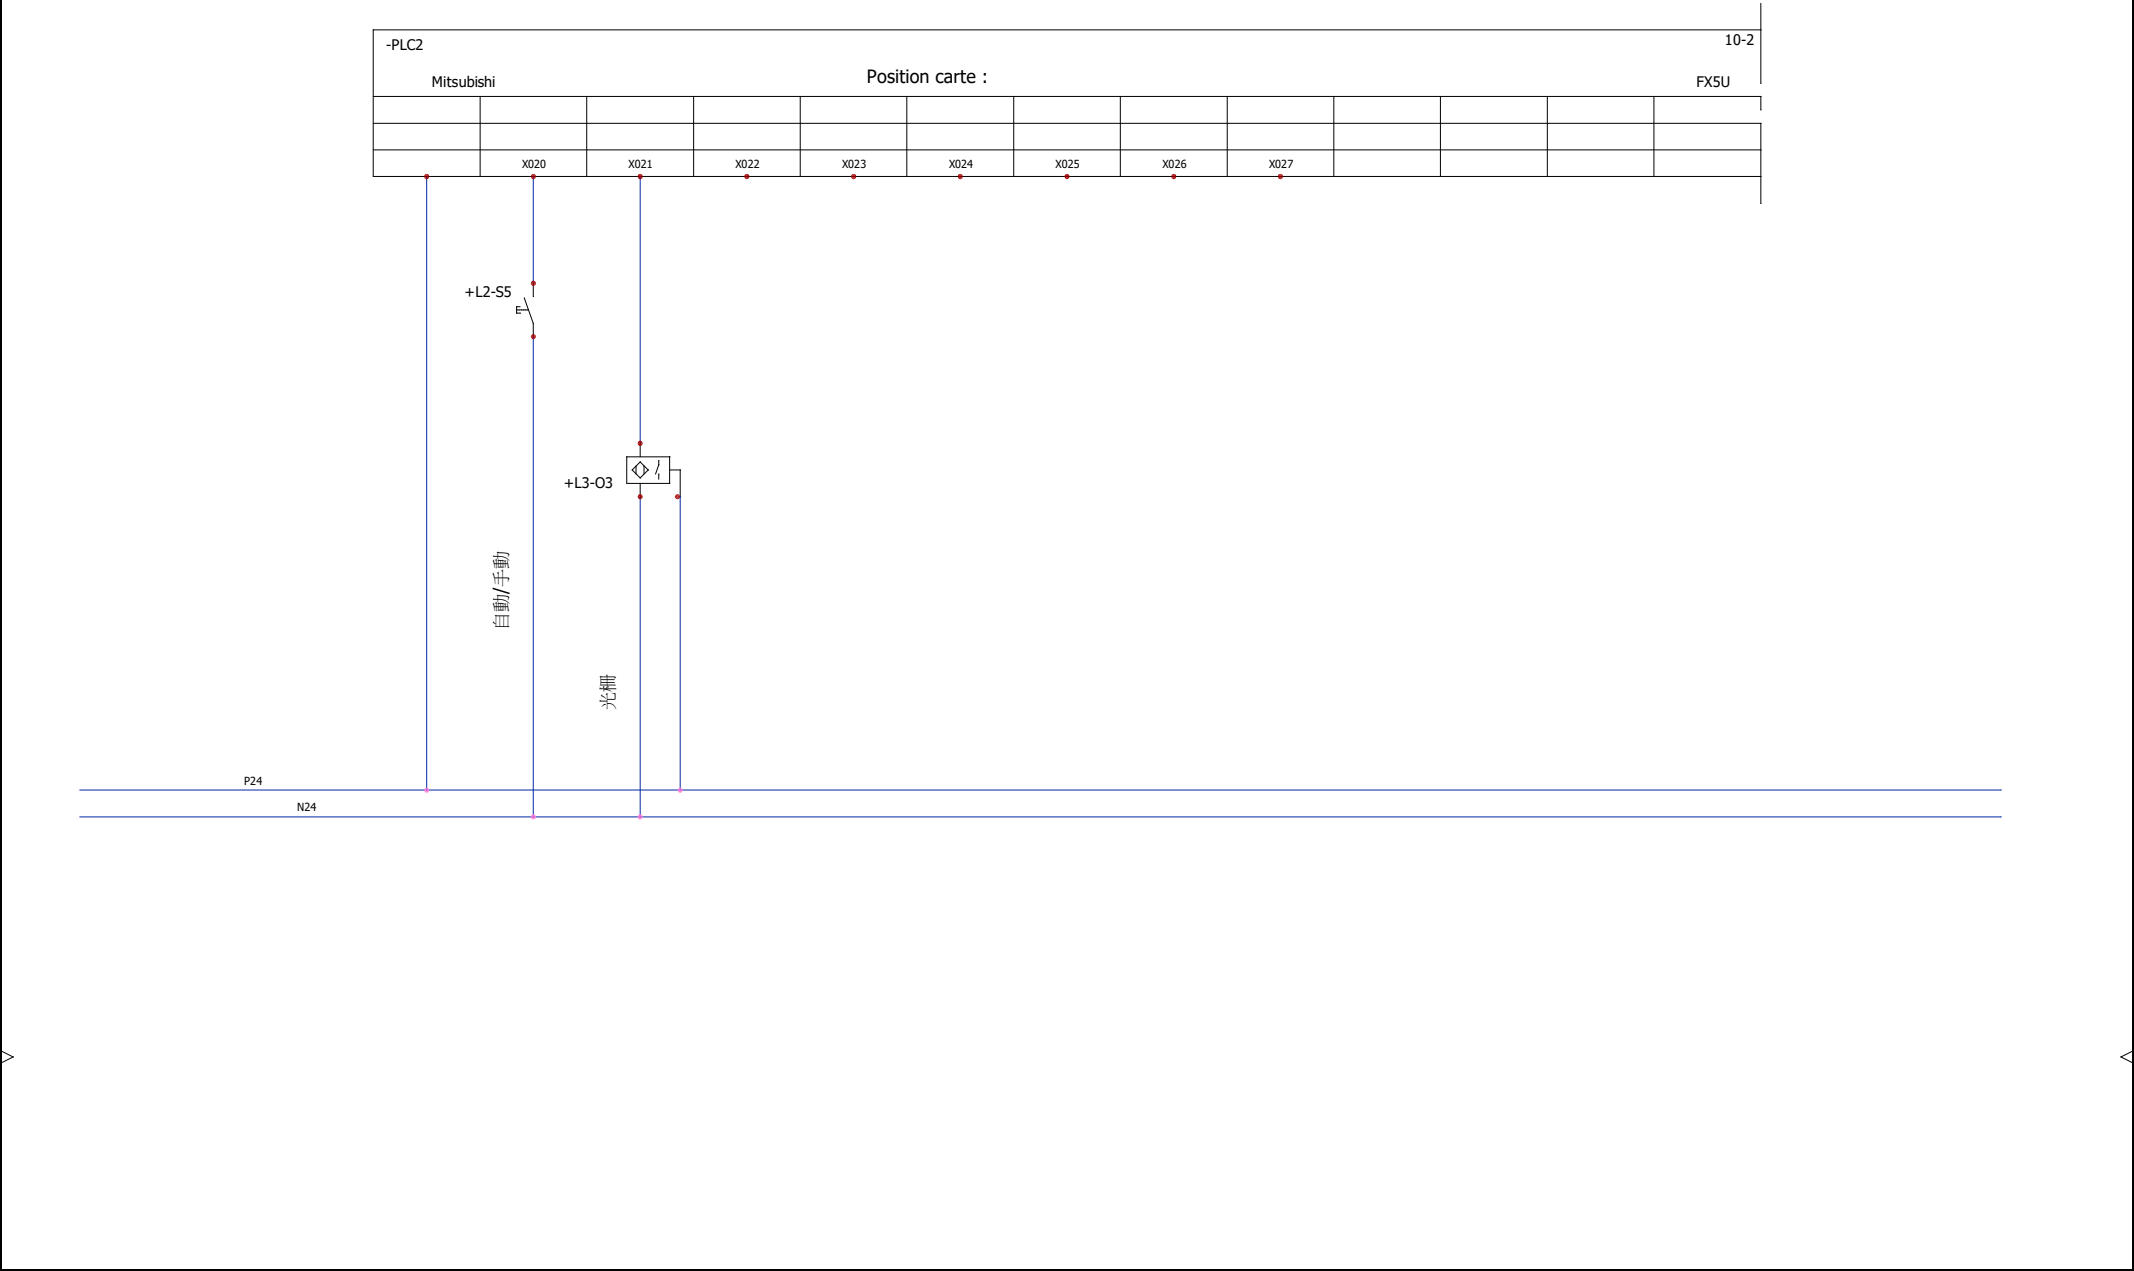 -PLC2
10-2
Mitsubishi
Position carte :
FX5U
X020
X021
X022
X023
X024
X025
X026
X027
+L2-S5
+L3-O3
自動/手動
光柵
P24
N24